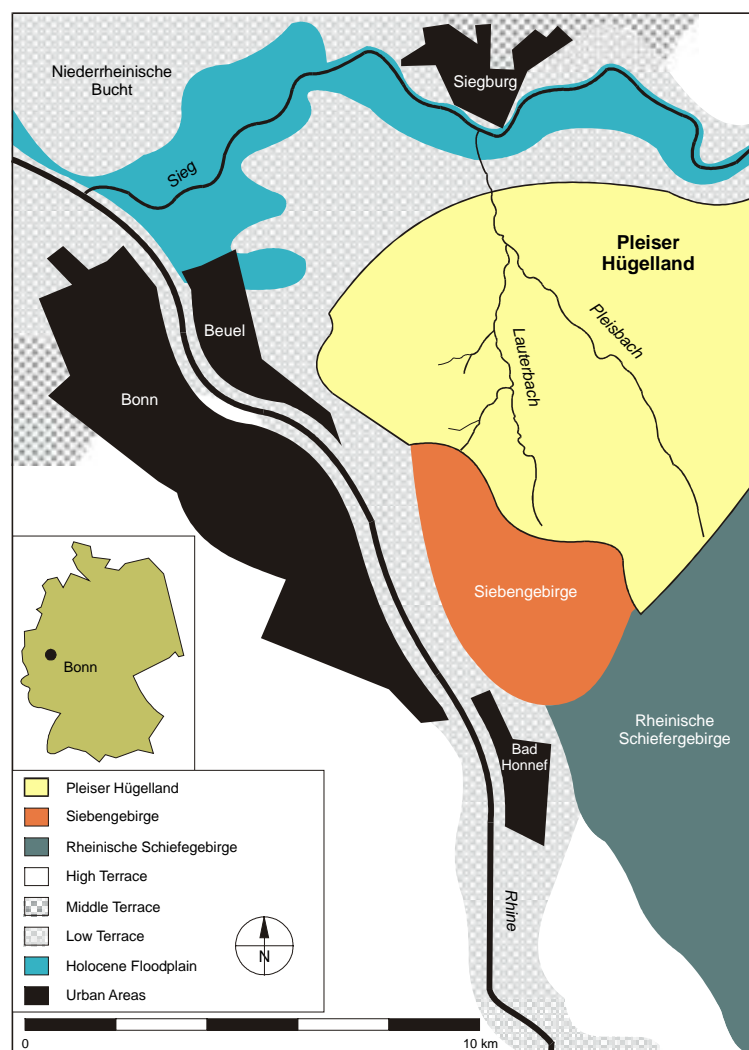 Niederrheinische
Bucht
Siegburg
Sieg
Pleiser
Hügelland
Pleisbach
Lauterbach
Beuel
Bonn
Siebengebirge
Bonn
Rheinische
Schiefergebirge
Bad
Honnef
Rhine
Pleiser Hügelland
Siebengebirge
Rheinische Schiefegebirge
High Terrace
Middle Terrace
Low Terrace
Holocene Floodplain
Urban Areas
N
0
10 km